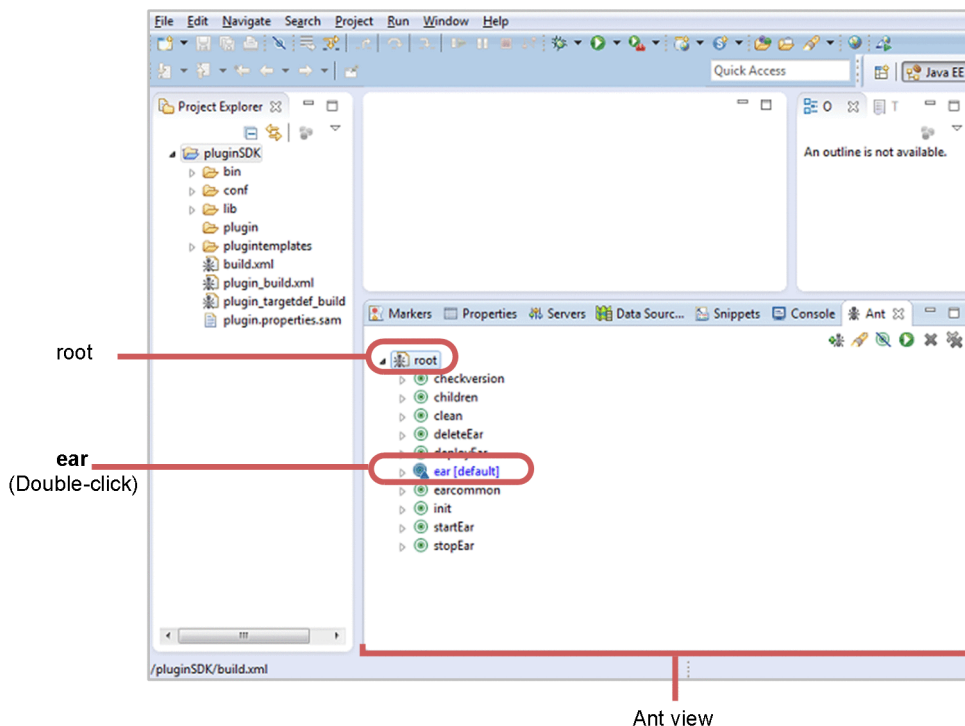 File Edit Navigate Search Project Run Window Help
Quick Access
Java EE
Project Explorer
O T
pluginSDK
An outline is not available.
bin
conf
lib
plugin
plugintemplates
build.xml
plugin_build.xml
plugin_targetdef_build
plugin.properties.sam
Markers Properties Servers Data Sourc... Snippets Console Ant
root
root
checkversion
children
clean
deleteEar
deployEar
ear
(Double-click)
ear [default]
earcommon
init
startEar
stopEar
/pluginSDK/build.xml
Ant view